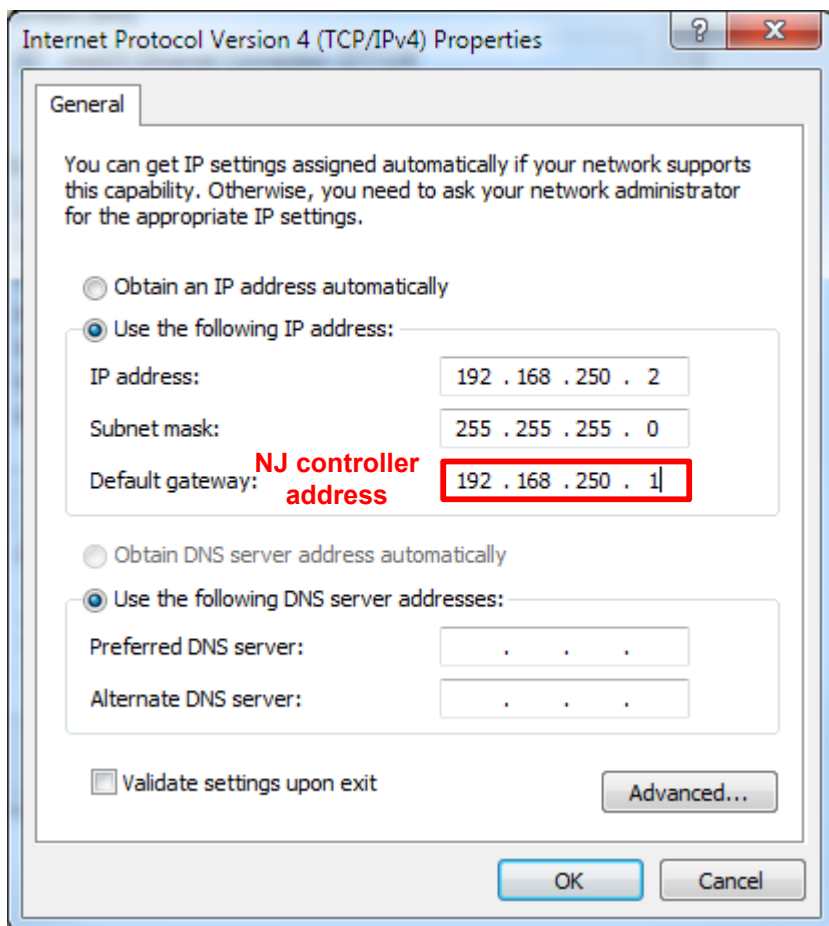 Internet Protocol Version 4 (TCP/IPv4) Properties
General
You can get IP settings assigned automatically if your network supports
this capability. Otherwise, you need to ask your network administrator
for the appropriate IP settings.
Obtain an IP address automatically
Use the following IP address:
IP address: 192 . 168 . 250 . 2
Subnet mask: 255 . 255 . 255 . 0
Default gateway: 192 . 168 . 250 . 1
NJ controller
address
Obtain DNS server address automatically
Use the following DNS server addresses:
Preferred DNS server: . . .
Alternate DNS server: . . .
Validate settings upon exit
Advanced...
OK Cancel